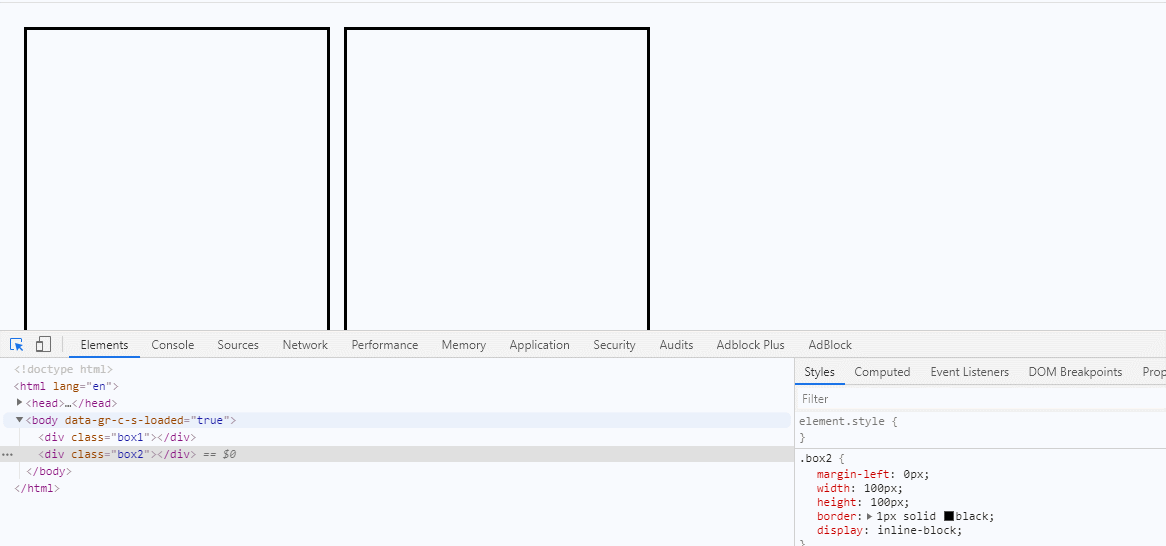 Elements Console Sources Network Performance Memory Application Security Audits Adblock Plus AdBlock
<!doctype html>
<html lang="en">
<head>…</head>
<body data-gr-c-s-loaded="true">
<div class="box1"></div>
<div class="box2"></div> == $0
</body>
</html>
Styles Computed Event Listeners DOM Breakpoints Prop
Filter
element.style {
}
.box2 {
margin-left: 0px;
width: 100px;
height: 100px;
border: 1px solid black;
display: inline-block;
}